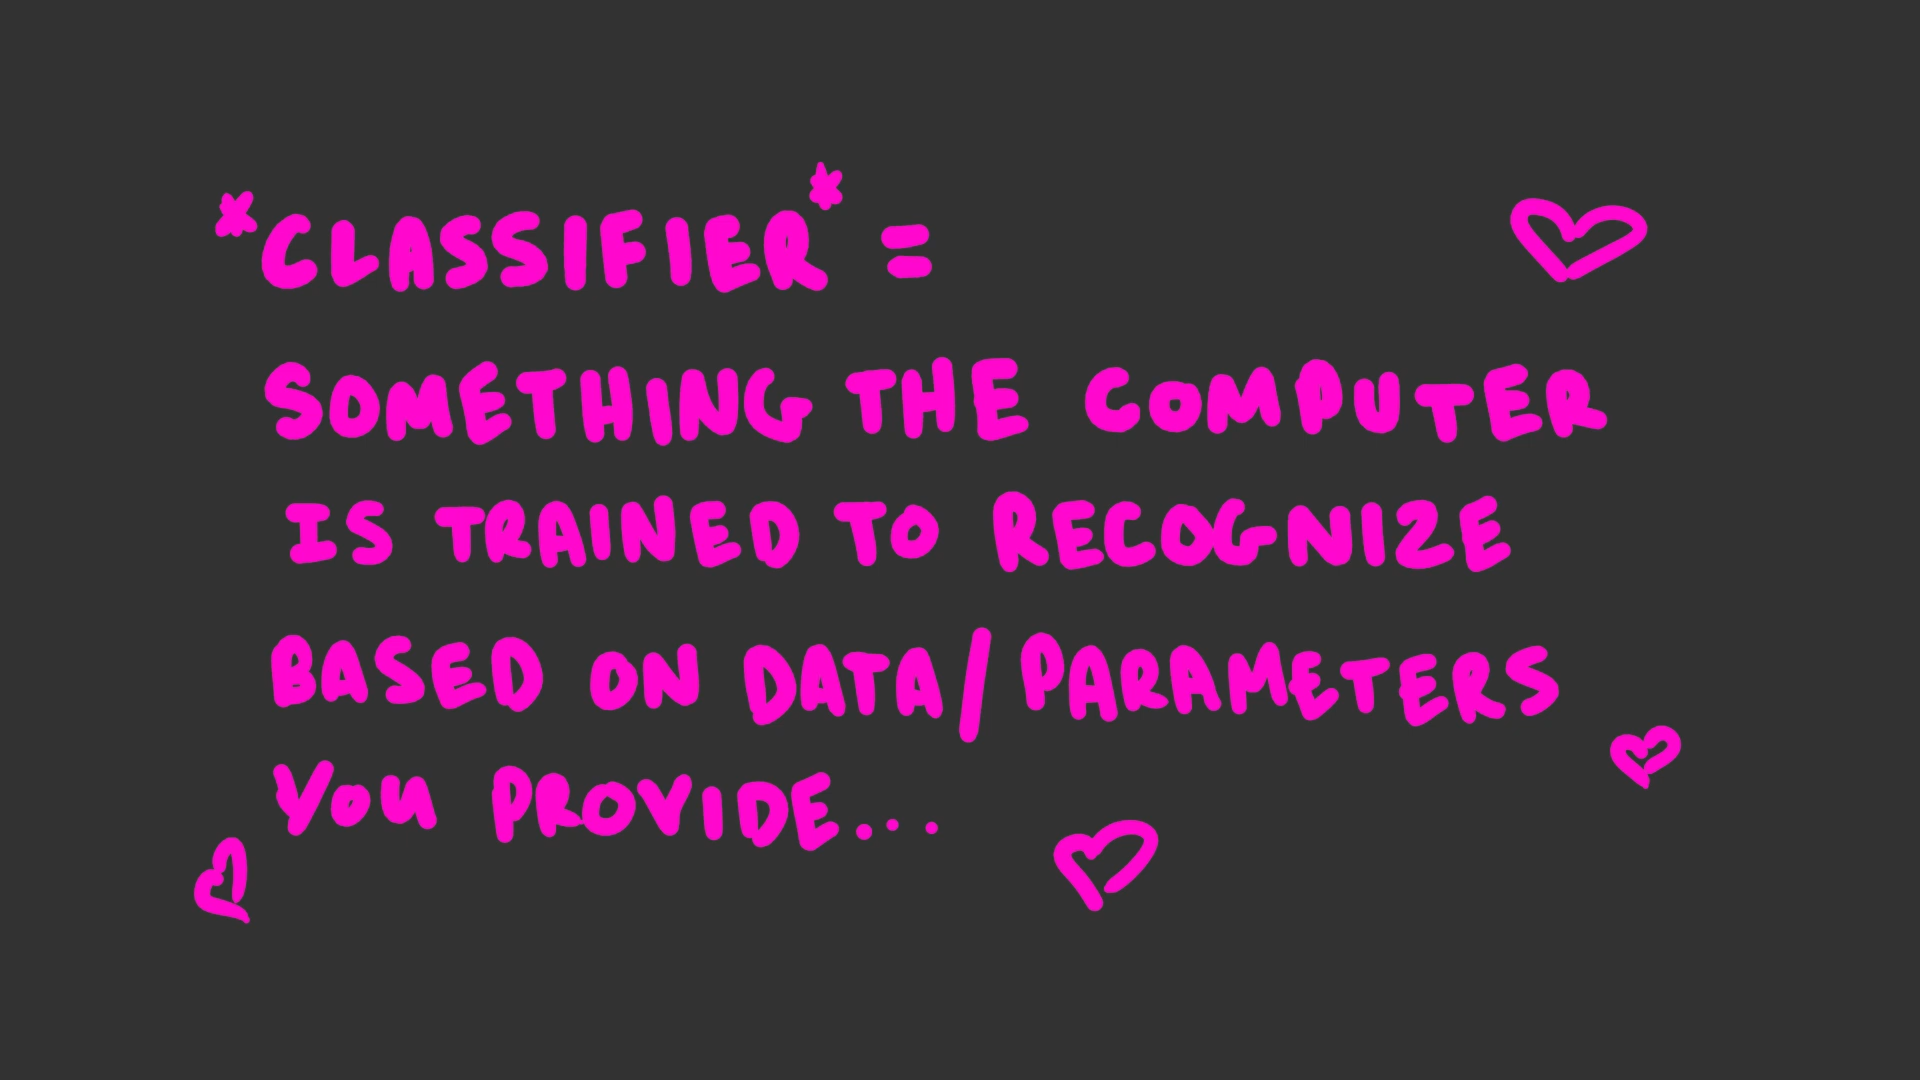 *CLASSIFIER* =
SOMETHING THE COMPUTER
IS TRAINED TO RECOGNIZE
BASED ON DATA/PARAMETERS
YOU PROVIDE...